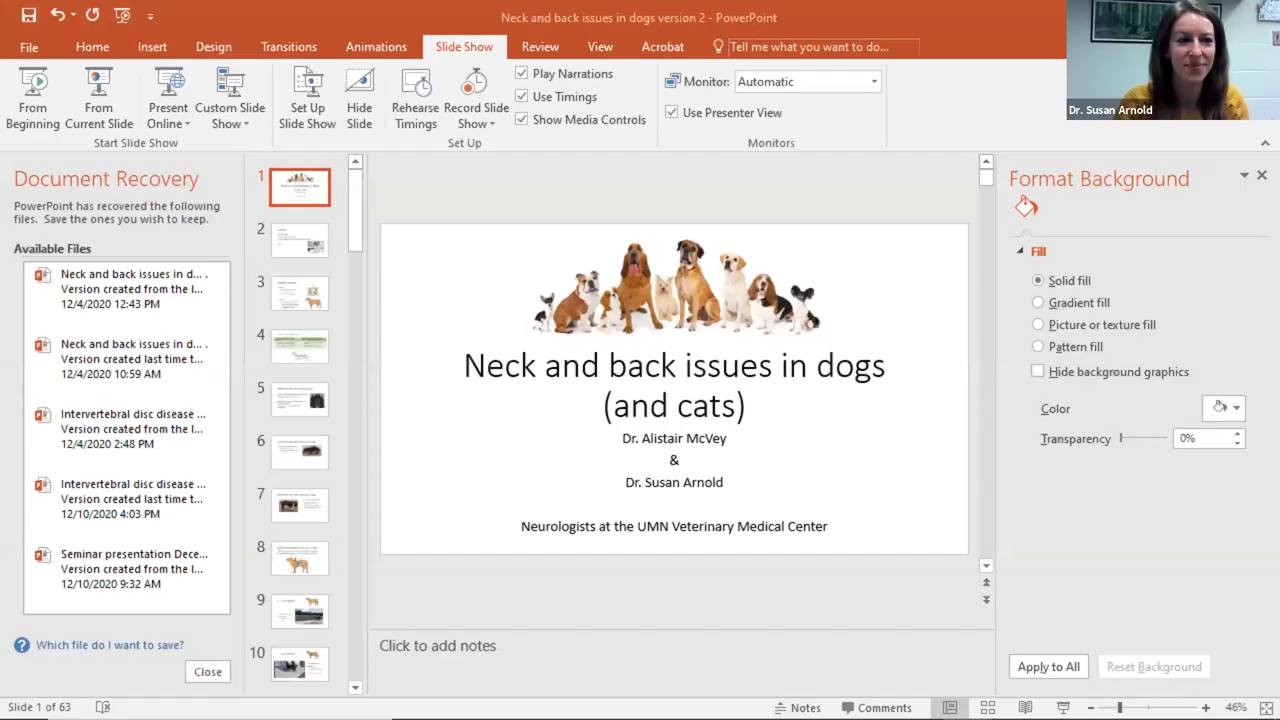 Neck and back issues in dogs version 2 - PowerPoint
File Home Insert Design Transitions Animations Slide Show Review View Acrobat Tell me what you want to do...
Dr. Susan Arnold
From Beginning
From Current Slide
Present Online
Custom Slide Show
Start Slide Show
Set Up Slide Show
Hide Slide
Rehearse Timings
Record Slide Show
Play Narrations
Use Timings
Show Media Controls
Set Up
Monitor: Automatic
Use Presenter View
Monitors
Document Recovery
PowerPoint has recovered the following
files. Save the ones you wish to keep.
Available Files
Neck and back issues in d... .
Version created from the l...
12/4/2020 12:43 PM
Neck and back issues in d... .
Version created last time t...
12/4/2020 10:59 AM
Intervertebral disc disease .
Version created from the l...
12/4/2020 2:48 PM
Intervertebral disc disease .
Version created last time t...
12/10/2020 4:03 PM
Seminar presentation Dece...
Version created from the l...
12/10/2020 9:32 AM
Which file do I want to save?
Close
1
2
3
4
5
6
7
8
9
10
Neck and back issues in dogs
(and cats)
Dr. Alistair McVey
&
Dr. Susan Arnold
Neurologists at the UMN Veterinary Medical Center
Click to add notes
Format Background
Fill
Solid fill
Gradient fill
Picture or texture fill
Pattern fill
Hide background graphics
Color
Transparency 0%
Apply to All Reset Background
Slide 1 of 63 Notes Comments 46%